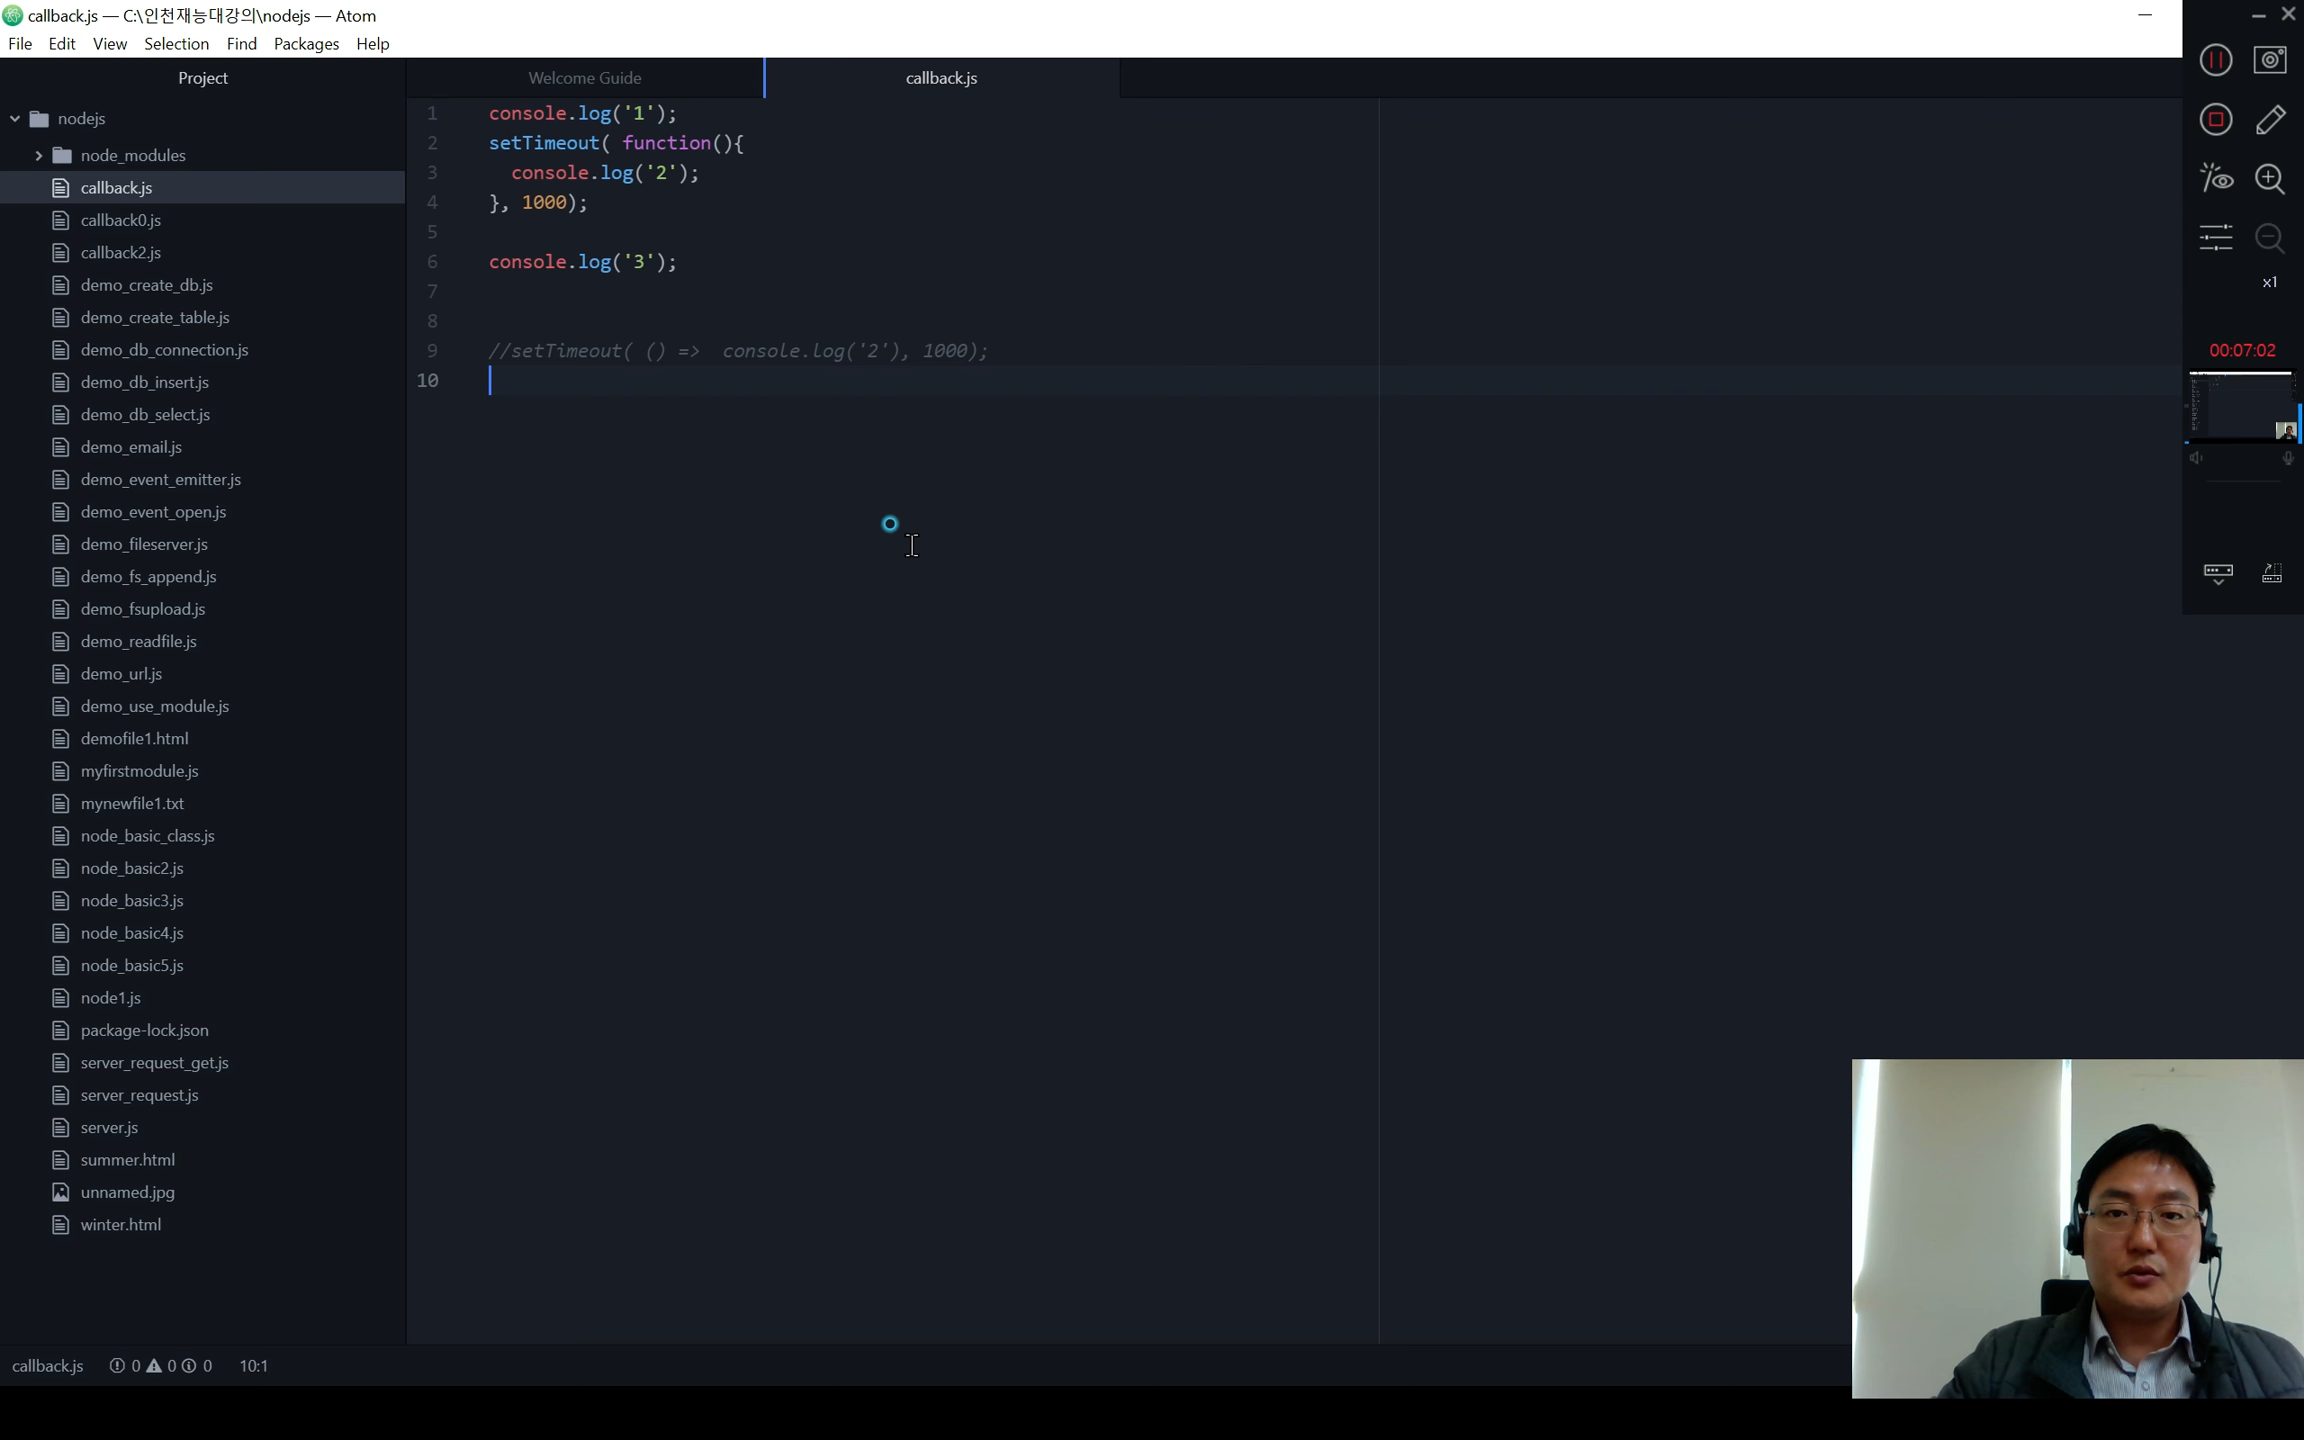 callback.js — C:\인천재능대강의\nodejs — Atom
File Edit View Selection Find Packages Help
Project
Welcome Guide
callback.js
nodejs
node_modules
callback.js
callback0.js
callback2.js
demo_create_db.js
demo_create_table.js
demo_db_connection.js
demo_db_insert.js
demo_db_select.js
demo_email.js
demo_event_emitter.js
demo_event_open.js
demo_fileserver.js
demo_fs_append.js
demo_fsupload.js
demo_readfile.js
demo_url.js
demo_use_module.js
demofile1.html
myfirstmodule.js
mynewfile1.txt
node_basic_class.js
node_basic2.js
node_basic3.js
node_basic4.js
node_basic5.js
node1.js
package-lock.json
server_request_get.js
server_request.js
server.js
summer.html
unnamed.jpg
winter.html
1 console.log('1');
2 setTimeout( function(){
3 console.log('2');
4 }, 1000);
5
6 console.log('3');
7
8
9 //setTimeout( () => console.log('2'), 1000);
10
x1
00:07:02
callback.js 0 0 0 10:1